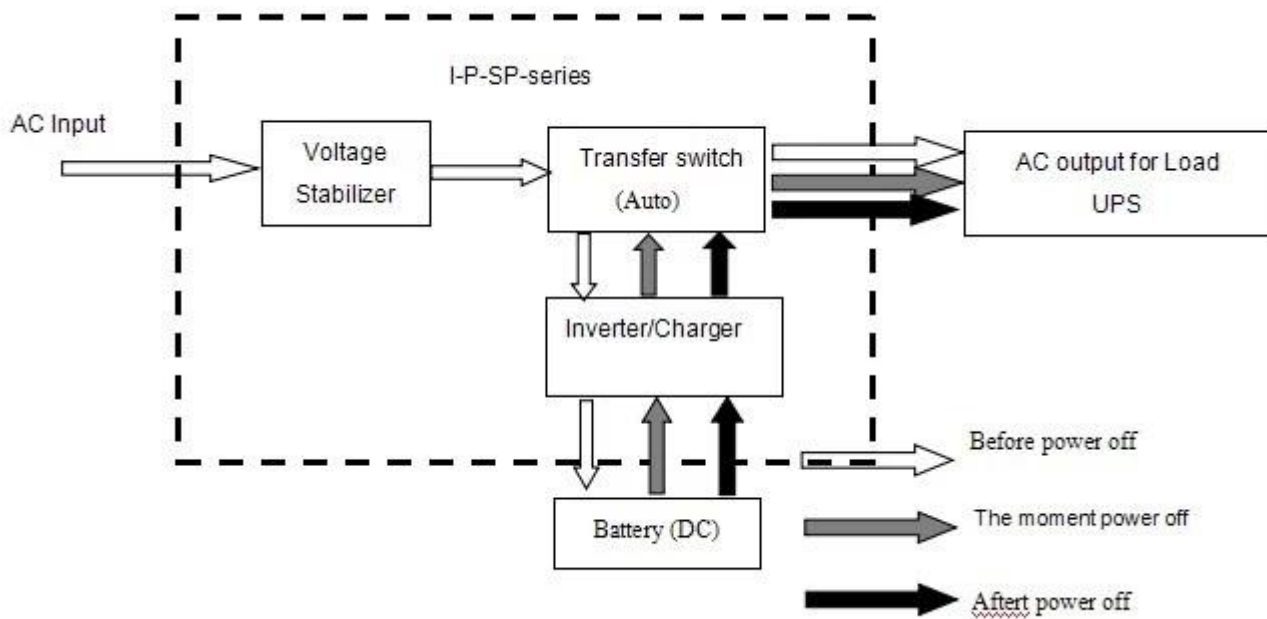 I-P-SP-series
AC Input
Voltage
Stabilizer
Transfer switch
(Auto)
AC output for Load
UPS
Inverter/Charger
Battery (DC)
Before power off
The moment power off
Aftert power off